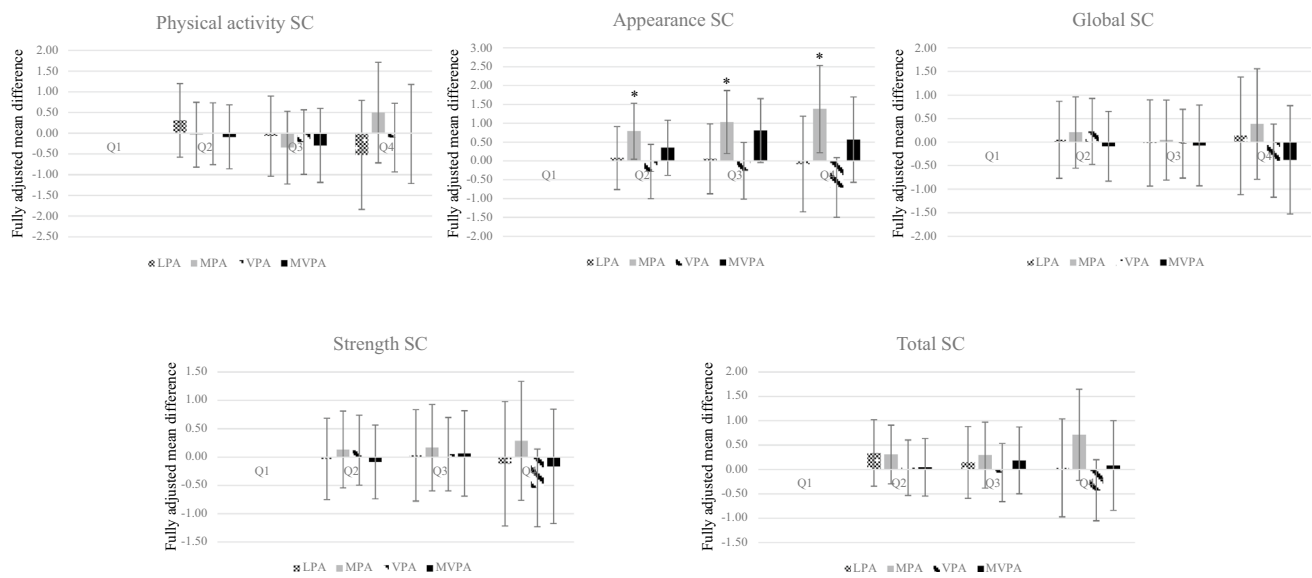 Physical activity SC
Fully adjusted mean difference
2.00
1.50
1.00
0.50
0.00
-0.50
-1.00
-1.50
-2.00
-2.50
Q1
Q2
Q3
Q4
LPA MPA VPA MVPA
Appearance SC
Fully adjusted mean difference
3.00
2.50
2.00
1.50
1.00
0.50
0.00
-0.50
-1.00
-1.50
-2.00
*
*
*
Q1
Q2
Q3
Q4
LPA MPA VPA MVPA
Global SC
Fully adjusted mean difference
2.00
1.50
1.00
0.50
0.00
-0.50
-1.00
-1.50
-2.00
Q1
Q2
Q3
Q4
LPA MPA VPA MVPA
Strength SC
Fully adjusted mean difference
1.50
1.00
0.50
0.00
-0.50
-1.00
-1.50
Q1
Q2
Q3
LPA MPA VPA MVPA
Total SC
Fully adjusted mean difference
2.00
1.50
1.00
0.50
0.00
-0.50
-1.00
-1.50
Q1
Q2
Q3
LPA MPA VPA MVPA